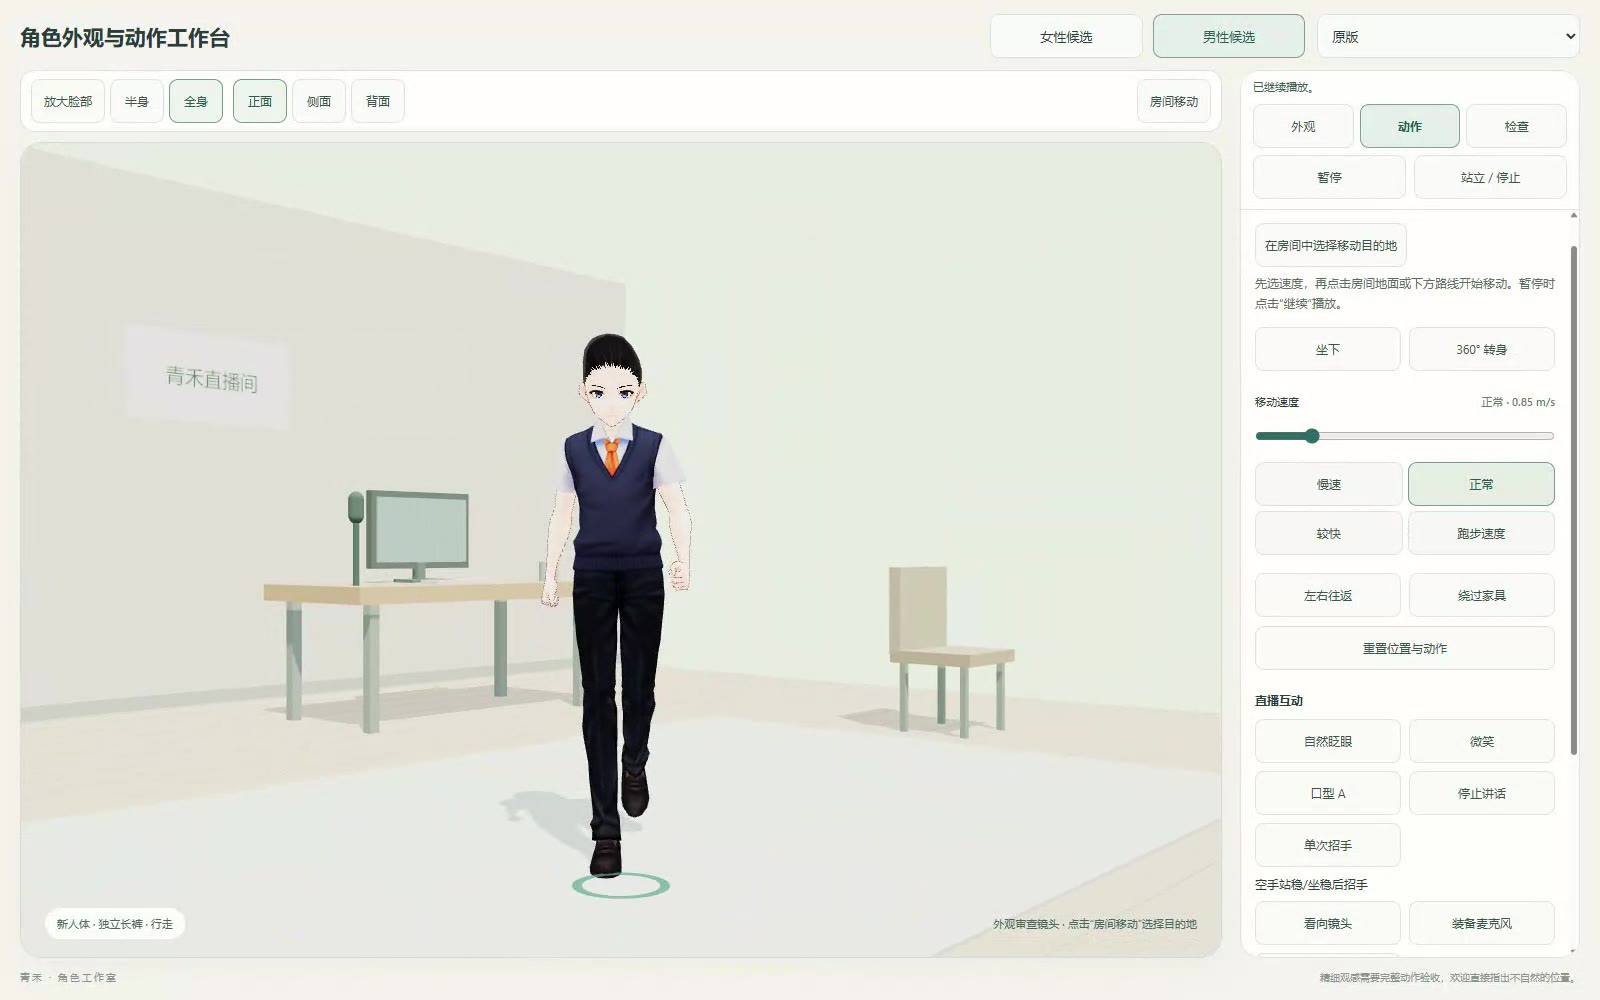 角色外观与动作工作台
女性候选
男性候选
原版
放大脸部
半身
全身
正面
侧面
背面
房间移动
青禾直播间
新人体 · 独立长裤 · 行走
外观审查镜头 · 点击“房间移动”选择目的地
已继续播放。
外观
动作
检查
暂停
站立 / 停止
在房间中选择移动目的地
先选速度，再点击房间地面或下方路线开始移动。暂停时
点击“继续”播放。
坐下
360° 转身
移动速度
正常 · 0.85 m/s
慢速
正常
较快
跑步速度
左右往返
绕过家具
重置位置与动作
直播互动
自然眨眼
微笑
口型 A
停止讲话
单次招手
空手站稳/坐稳后招手
看向镜头
装备麦克风
青禾 · 角色工作室
精细观感需要完整动作验收，欢迎直接指出不自然的位置。